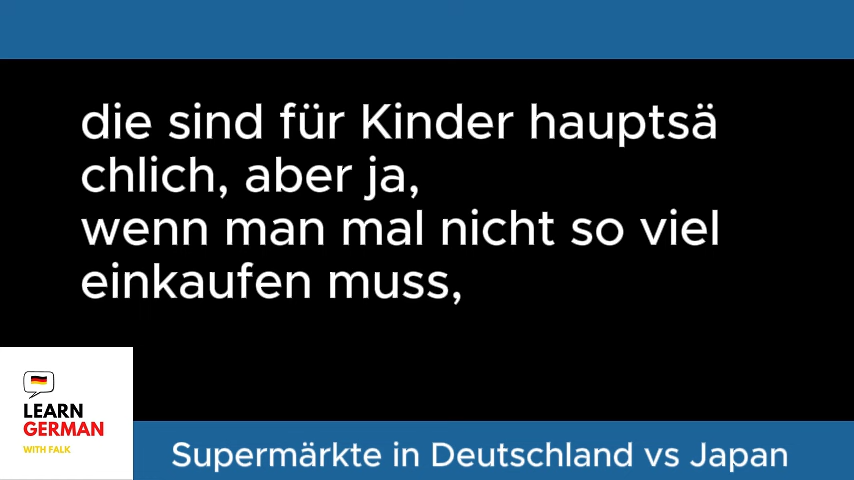 die sind für Kinder hauptsä
chlich, aber ja,
wenn man mal nicht so viel
einkaufen muss,
LEARN
GERMAN
WITH FALK
Supermärkte in Deutschland vs Japan